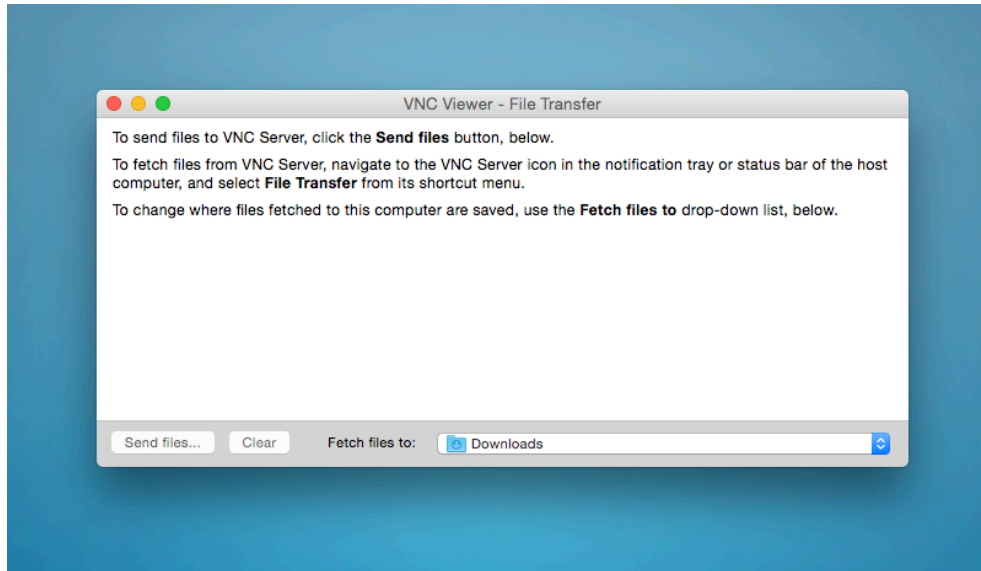 VNC Viewer - File Transfer
To send files to VNC Server, click the Send files button, below.
To fetch files from VNC Server, navigate to the VNC Server icon in the notification tray or status bar of the host
computer, and select File Transfer from its shortcut menu.
To change where files fetched to this computer are saved, use the Fetch files to drop-down list, below.
Send files... Clear Fetch files to: Downloads